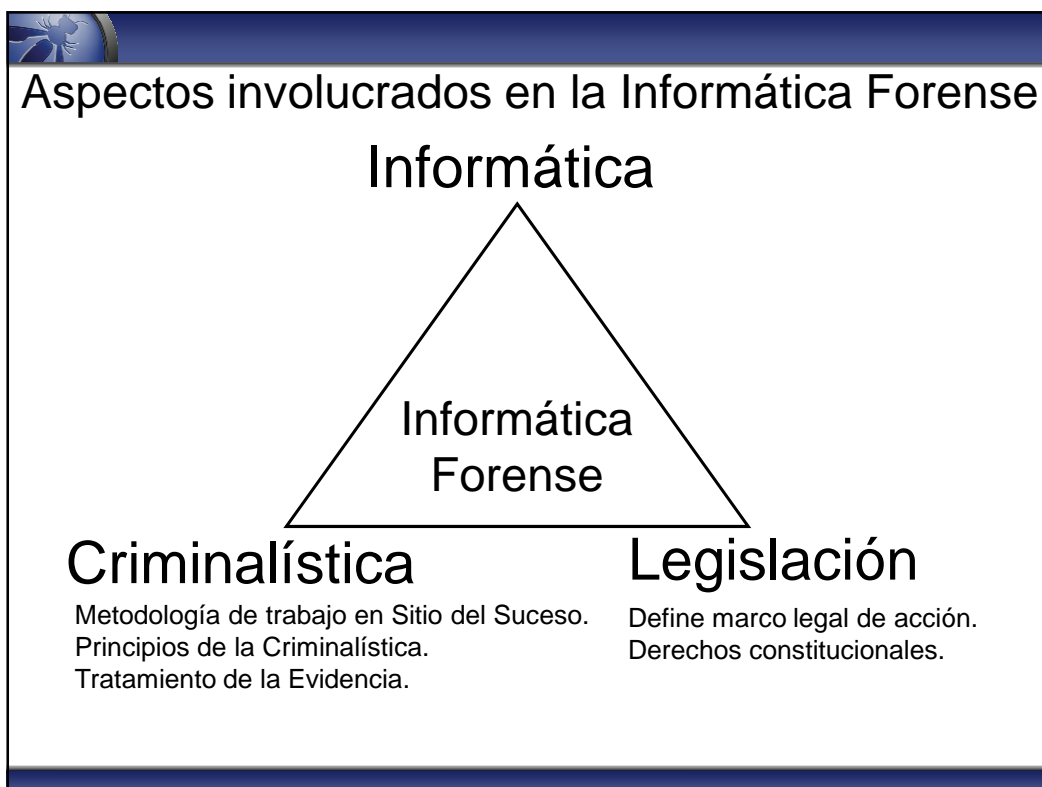 Aspectos involucrados en la Informática Forense
Informática
Informática
Forense
Criminalística
Metodología de trabajo en Sitio del Suceso.
Principios de la Criminalística.
Tratamiento de la Evidencia.
Legislación
Define marco legal de acción.
Derechos constitucionales.